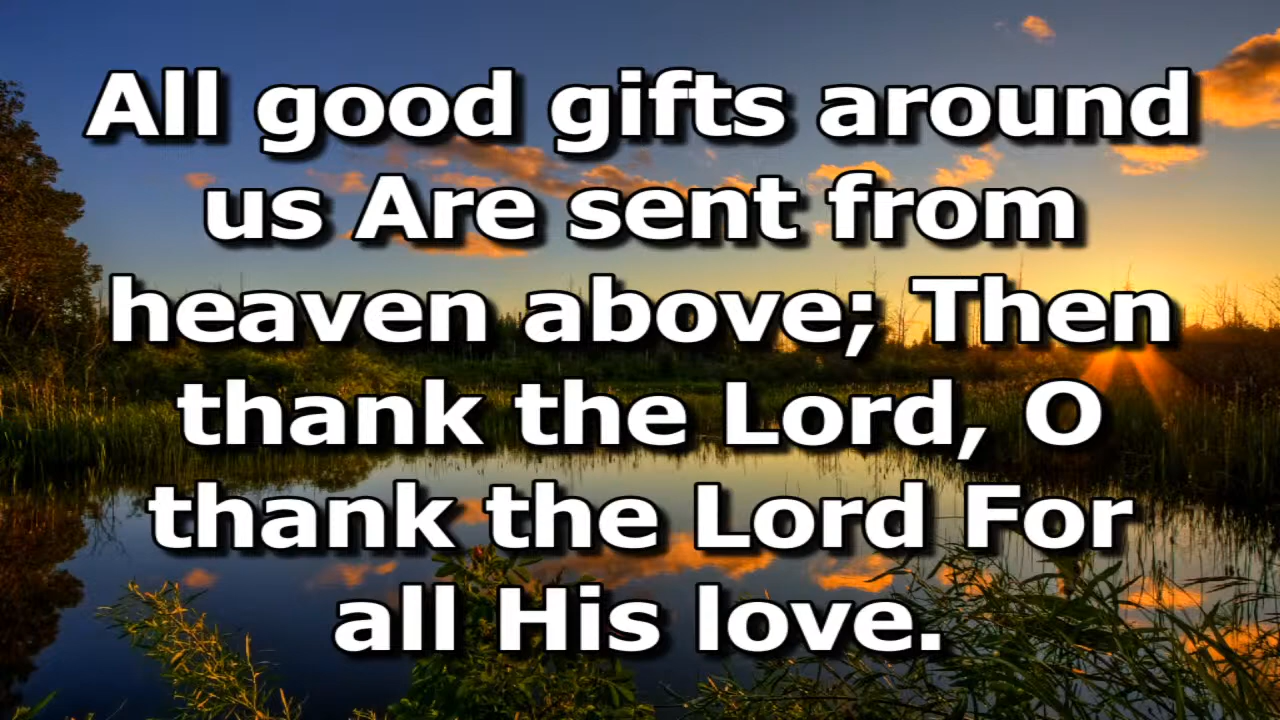 All good gifts around
us Are sent from
heaven above; Then
thank the Lord, O
thank the Lord For
all His love.